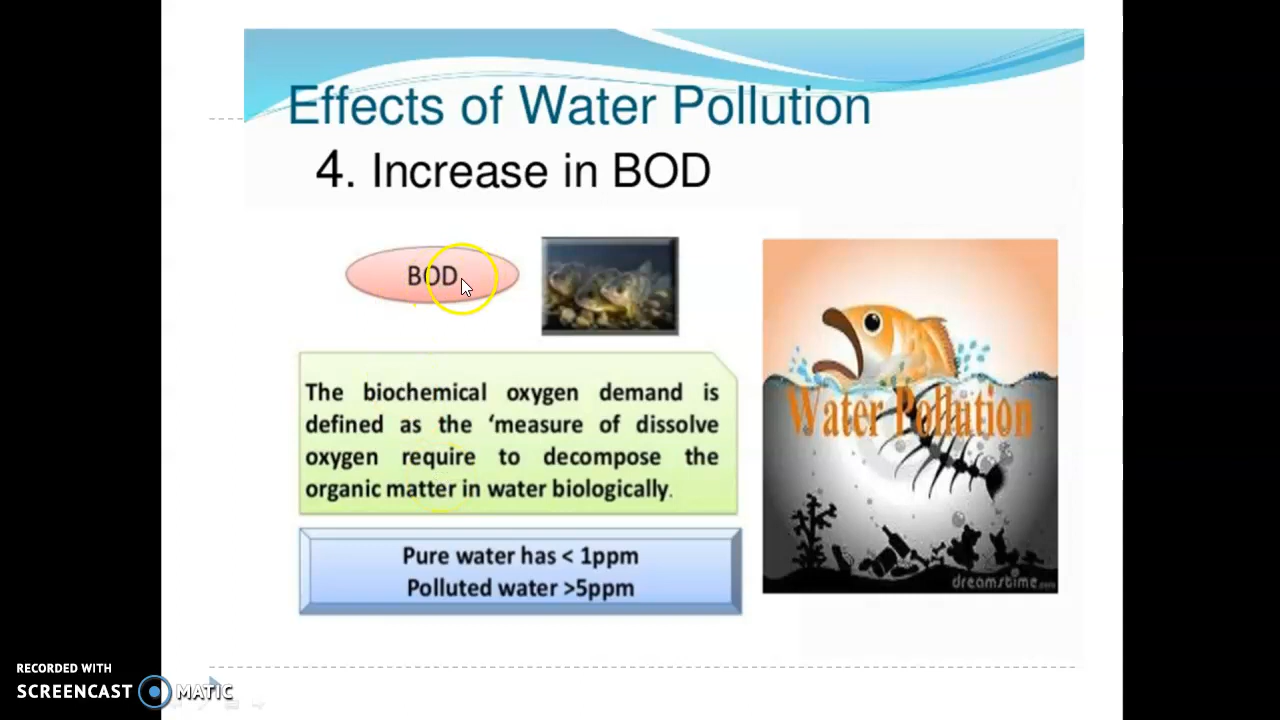 Effects of Water Pollution
4. Increase in BOD
BOD
The biochemical oxygen demand is
defined as the ‘measure of dissolve
oxygen require to decompose the
organic matter in water biologically.
Pure water has < 1ppm
Polluted water >5ppm
Water Pollution
dreamstime.com
RECORDED WITH
SCREENCAST MATIC